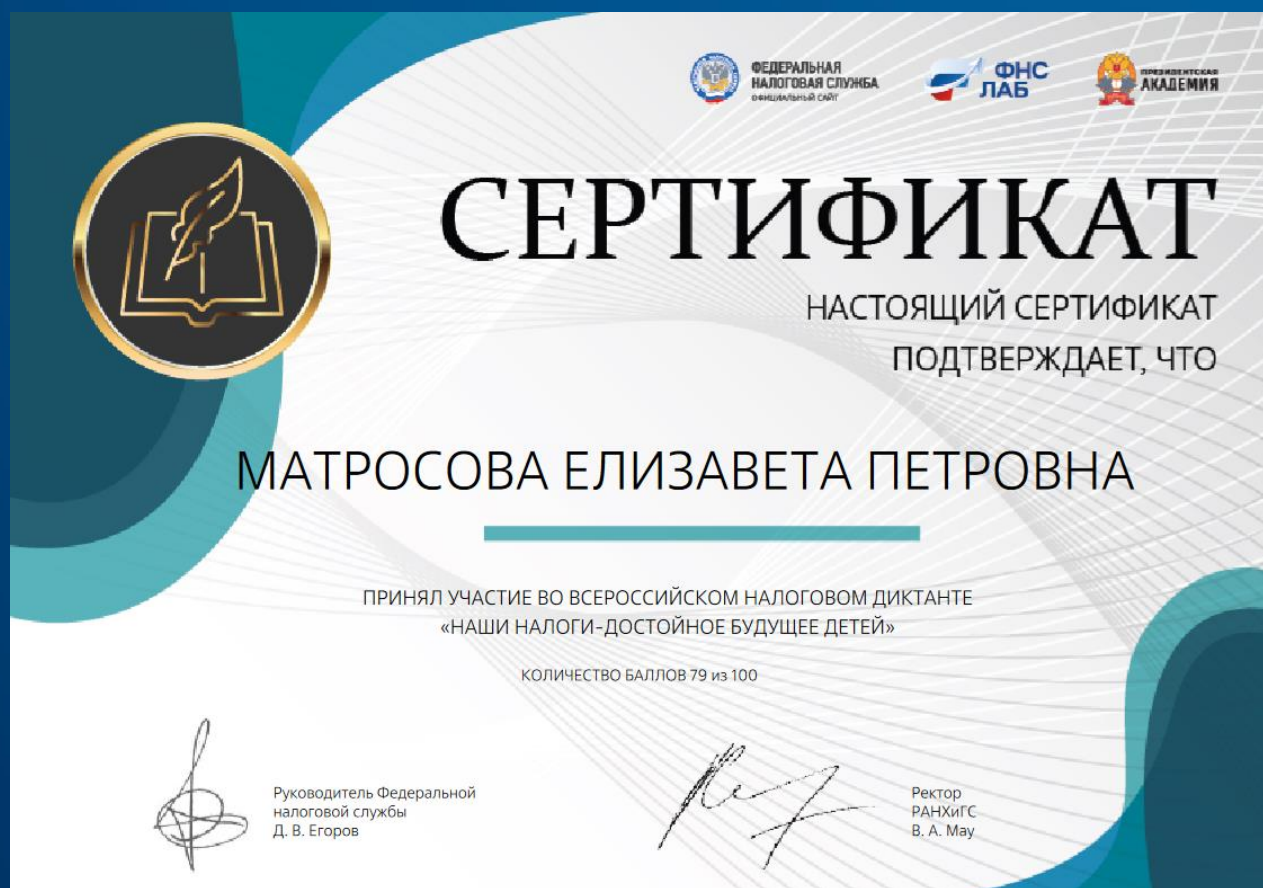 ФЕДЕРАЛЬНАЯ
НАЛОГОВАЯ СЛУЖБА
ОФИЦИАЛЬНЫЙ САЙТ
ФНС
ЛАБ
ПРЕЗИДЕНТСКАЯ
АКАДЕМИЯ
СЕРТИФИКАТ
НАСТОЯЩИЙ СЕРТИФИКАТ
ПОДТВЕРЖДАЕТ, ЧТО
МАТРОСОВА ЕЛИЗАВЕТА ПЕТРОВНА
ПРИНЯЛ УЧАСТИЕ ВО ВСЕРОССИЙСКОМ НАЛОГОВОМ ДИКТАНТЕ
«НАШИ НАЛОГИ-ДОСТОЙНОЕ БУДУЩЕЕ ДЕТЕЙ»
КОЛИЧЕСТВО БАЛЛОВ 79 из 100
Руководитель Федеральной
налоговой службы
Д. В. Егоров
Ректор
РАНХиГС
В. А. Мау